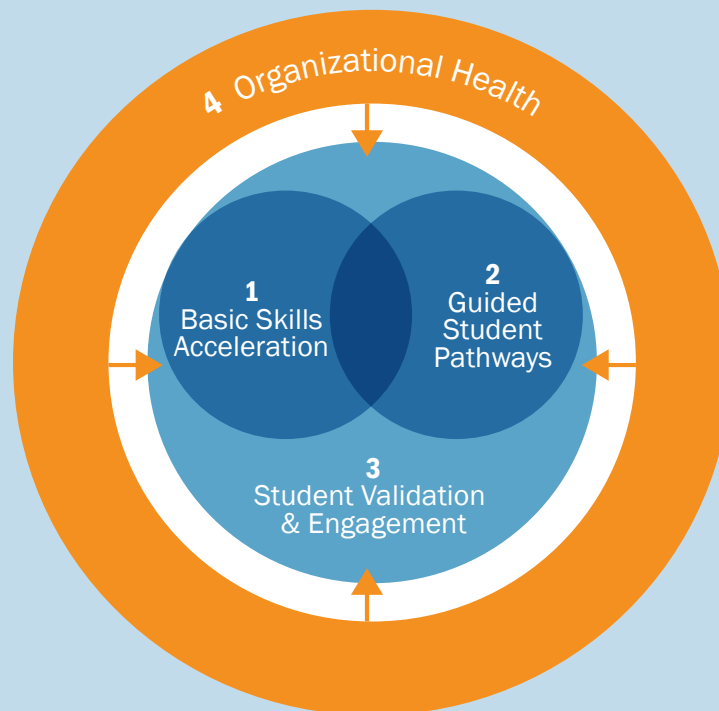 4 Organizational Health
1
Basic Skills
Acceleration
2
Guided
Student
Pathways
3
Student Validation
& Engagement